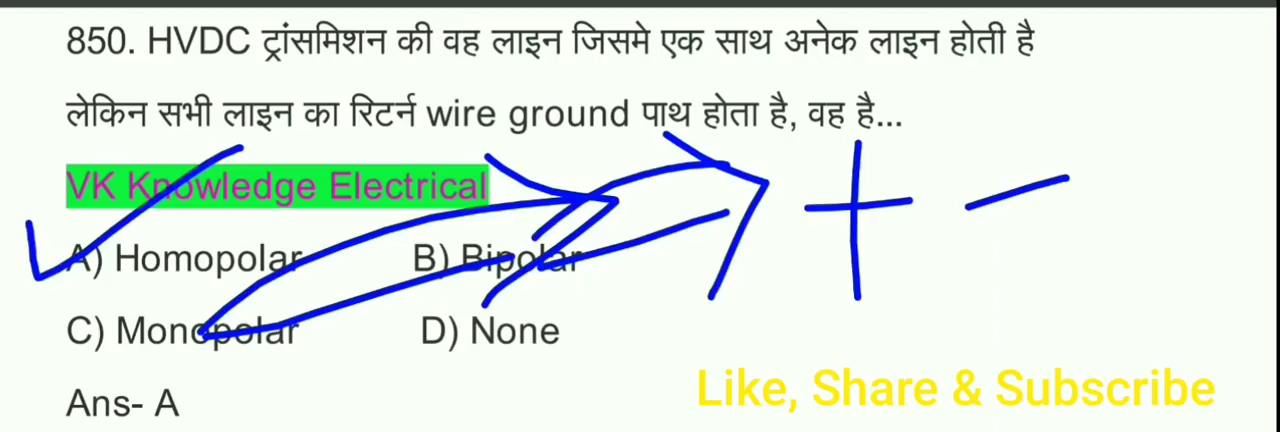 850. HVDC ट्रांसमिशन की वह लाइन जिसमे एक साथ अनेक लाइन होती है
लेकिन सभी लाइन का रिटर्न wire ground पाथ होता है, वह है...
VK Knowledge Electrical
A) Homopolar B) Bipolar
C) Monopolar D) None
Ans- A
Like, Share & Subscribe